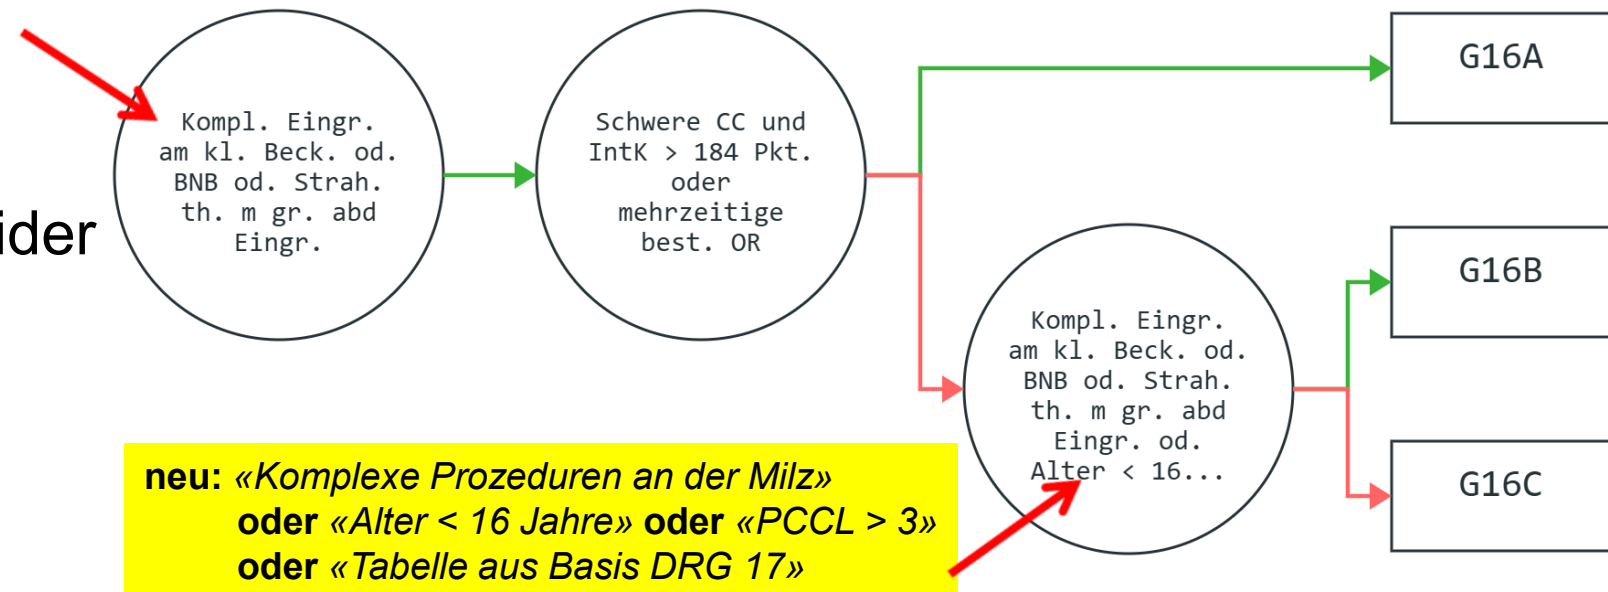 Kompl. Eingr.
am kl. Beck. od.
BNB od. Strah.
th. m gr. abd
Eingr.
Schwere CC und
IntK > 184 Pkt.
oder
mehrzeitige
best. OR
G16A
G16B
Kompl. Eingr.
am kl. Beck. od.
BNB od. Strah.
th. m gr. abd
Eingr. od.
Alter < 16...
G16C
neu: «Komplexe Prozeduren an der Milz»
oder «Alter < 16 Jahre» oder «PCCL > 3»
oder «Tabelle aus Basis DRG 17»